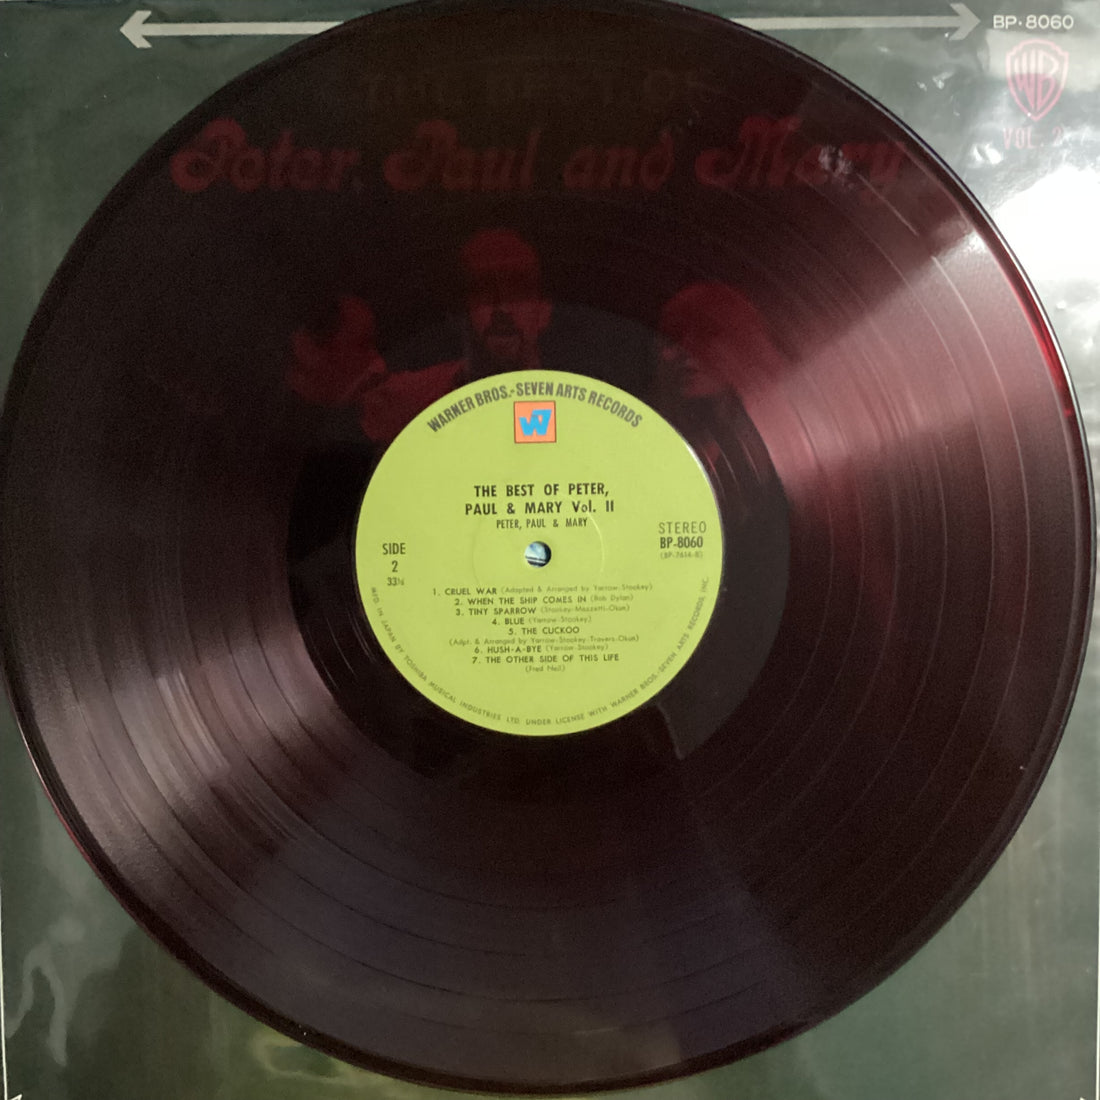 BP·8060
WB
VOL. 2
THE BEST OF
Peter, Paul and Mary
WARNER BROS.-SEVEN ARTS RECORDS
W7
THE BEST OF PETER,
PAUL & MARY Vol. II
PETER, PAUL & MARY
STEREO
BP-8060
(BP-7614-B)
SIDE
2
33⅓
1. CRUEL WAR (Adapted & Arranged by Yarrow-Stookey)
2. WHEN THE SHIP COMES IN (Bob Dylan)
3. TINY SPARROW (Stookey-Mezzetti-Okun)
4. BLUE (Yarrow-Stookey)
5. THE CUCKOO
(Adpt. & Arranged by Yarrow-Stookey-Travers-Okun)
6. HUSH-A-BYE (Yarrow-Stookey)
7. THE OTHER SIDE OF THIS LIFE
(Fred Neil)
MFD. IN JAPAN BY TOSHIBA MUSICAL INDUSTRIES LTD. UNDER LICENSE WITH WARNER BROS.-SEVEN ARTS RECORDS INC.